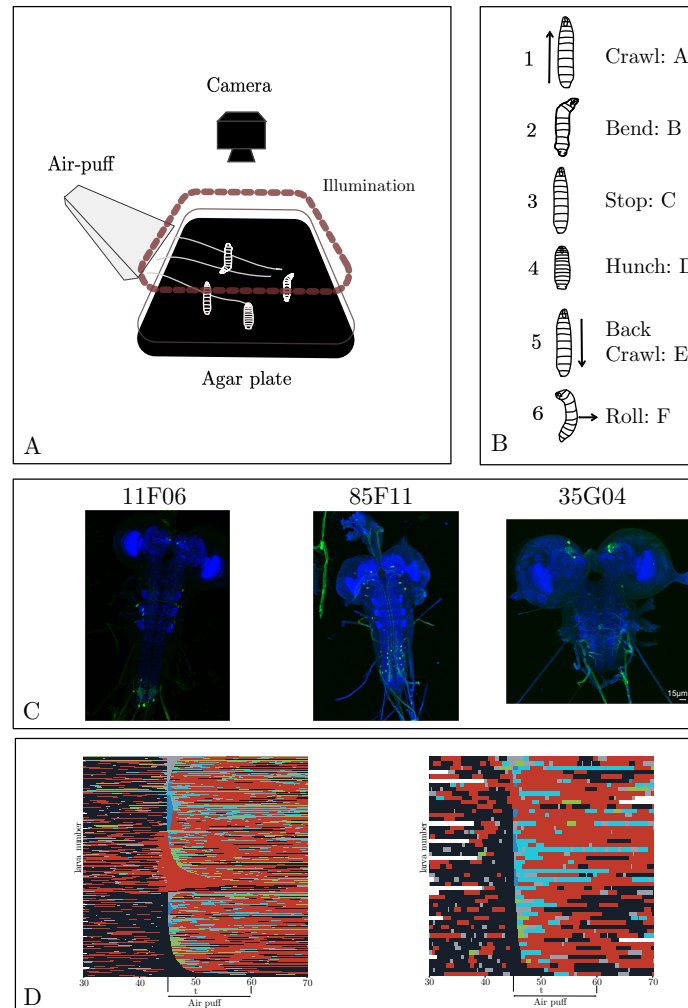 Camera
Air-puff
Illumination
Agar plate
A
1 Crawl: A
2 Bend: B
3 Stop: C
4 Hunch: D
5 Back
Crawl: E
6 Roll: F
B
11F06 85F11 35G04
15µm
C
larva number
30 40 50 60 70
t
Air puff
larva number
30 40 50 60 70
t
Air puff
D